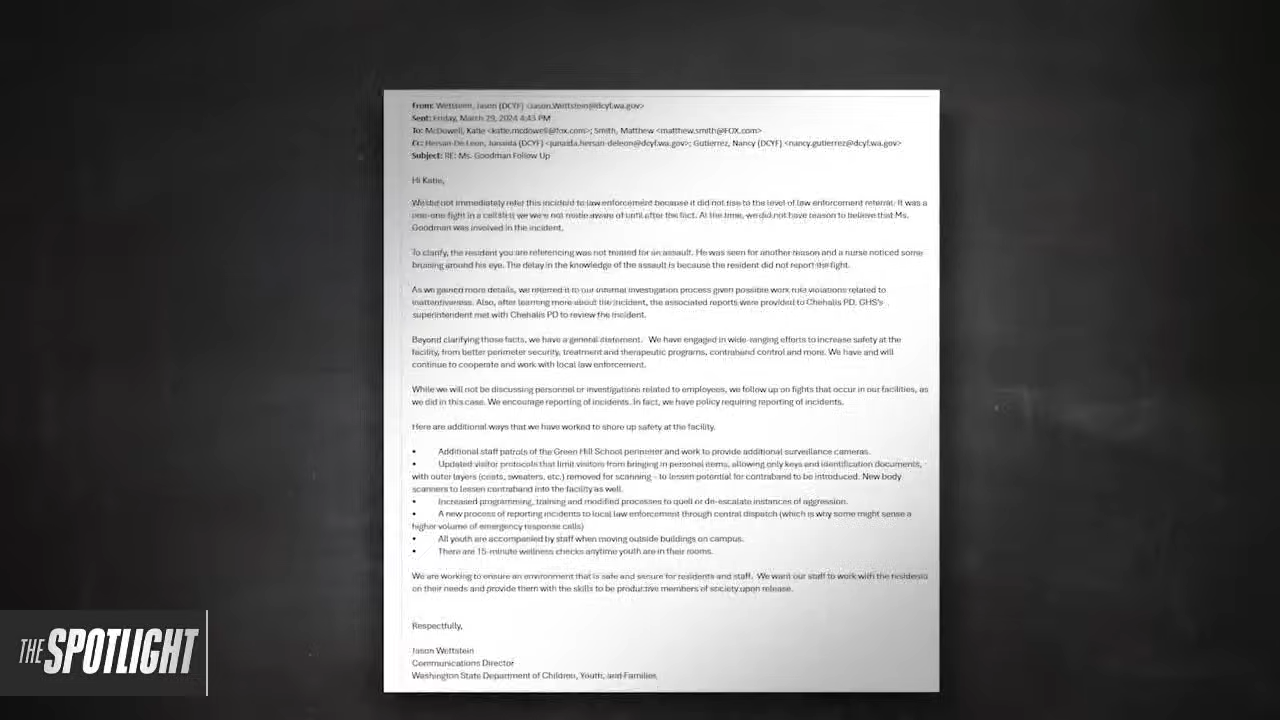 From: Wettstein, Jason (DCYF) <Jason.Wettstein@dcyf.wa.gov>
Sent: Friday, March 29, 2024 4:43 PM
To: McDowell, Katie <katie.mcdowell@fox.com>; Smith, Matthew <matthew.smith@FOX.com>
Cc: Hersan-De Leon, Junaida (DCYF) <junaida.hersan-deleon@dcyf.wa.gov>; Gutierrez, Nancy (DCYF) <nancy.gutierrez@dcyf.wa.gov>
Subject: RE: Ms. Goodman Follow Up
Hi Katie,
We did not immediately refer this incident to law enforcement because it did not rise to the level of law enforcement referral. It was a
one-one fight in a cell that we were not made aware of until after the fact. At the time, we did not have reason to believe that Ms.
Goodman was involved in the incident.
To clarify, the resident you are referencing was not treated for an assault. He was seen for another reason and a nurse noticed some
bruising around his eye. The delay in the knowledge of the assault is because the resident did not report the fight.
As we gained more details, we referred it to our internal investigation process given possible work rule violations related to
inattentiveness. Also, after learning more about the incident, the associated reports were provided to Chehalis PD. GHS's
superintendent met with Chehalis PD to review the incident.
Beyond clarifying those facts, we have a general statement. We have engaged in wide-ranging efforts to increase safety at the
facility, from better perimeter security, treatment and therapeutic programs, contraband control and more. We have and will
continue to cooperate and work with local law enforcement.
While we will not be discussing personnel or investigations related to employees, we follow up on fights that occur in our facilities, as
we did in this case. We encourage reporting of incidents. In fact, we have policy requiring reporting of incidents.
Here are additional ways that we have worked to shore up safety at the facility.
• Additional staff patrols of the Green Hill School perimeter and work to provide additional surveillance cameras.
• Updated visitor protocols that limit visitors from bringing in personal items, allowing only keys and identification documents,
with outer layers (coats, sweaters, etc.) removed for scanning - to lessen potential for contraband to be introduced. New body
scanners to lessen contraband into the facility as well.
• Increased programming, training and modified processes to quell or de-escalate instances of aggression.
• A new process of reporting incidents to local law enforcement through central dispatch (which is why some might sense a
higher volume of emergency response calls)
• All youth are accompanied by staff when moving outside buildings on campus.
• There are 15-minute wellness checks anytime youth are in their rooms.
We are working to ensure an environment that is safe and secure for residents and staff. We want our staff to work with the residents
on their needs and provide them with the skills to be productive members of society upon release.
Respectfully,
Jason Wettstein
Communications Director
Washington State Department of Children, Youth, and Families
THE SPOTLIGHT